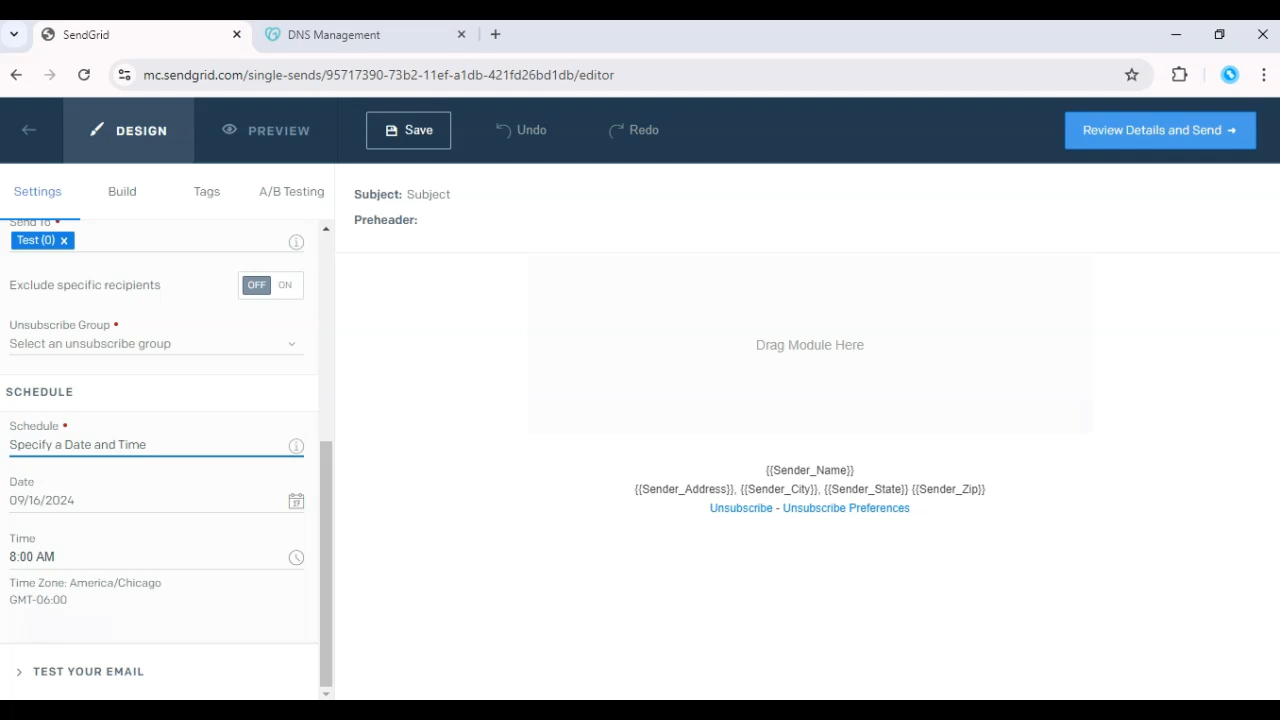 SendGrid
DNS Management
mc.sendgrid.com/single-sends/95717390-73b2-11ef-a1db-421fd26bd1db/editor
DESIGN
PREVIEW
Save
Undo
Redo
Review Details and Send →
Settings
Build
Tags
A/B Testing
Subject: Subject
Preheader:
Send To •
Test (0) x
Exclude specific recipients
OFF
ON
Unsubscribe Group •
Select an unsubscribe group
SCHEDULE
Schedule •
Specify a Date and Time
Date
09/16/2024
Time
8:00 AM
Time Zone: America/Chicago
GMT-06:00
TEST YOUR EMAIL
Drag Module Here
{{Sender_Name}}
{{Sender_Address}}, {{Sender_City}}, {{Sender_State}} {{Sender_Zip}}
Unsubscribe - Unsubscribe Preferences